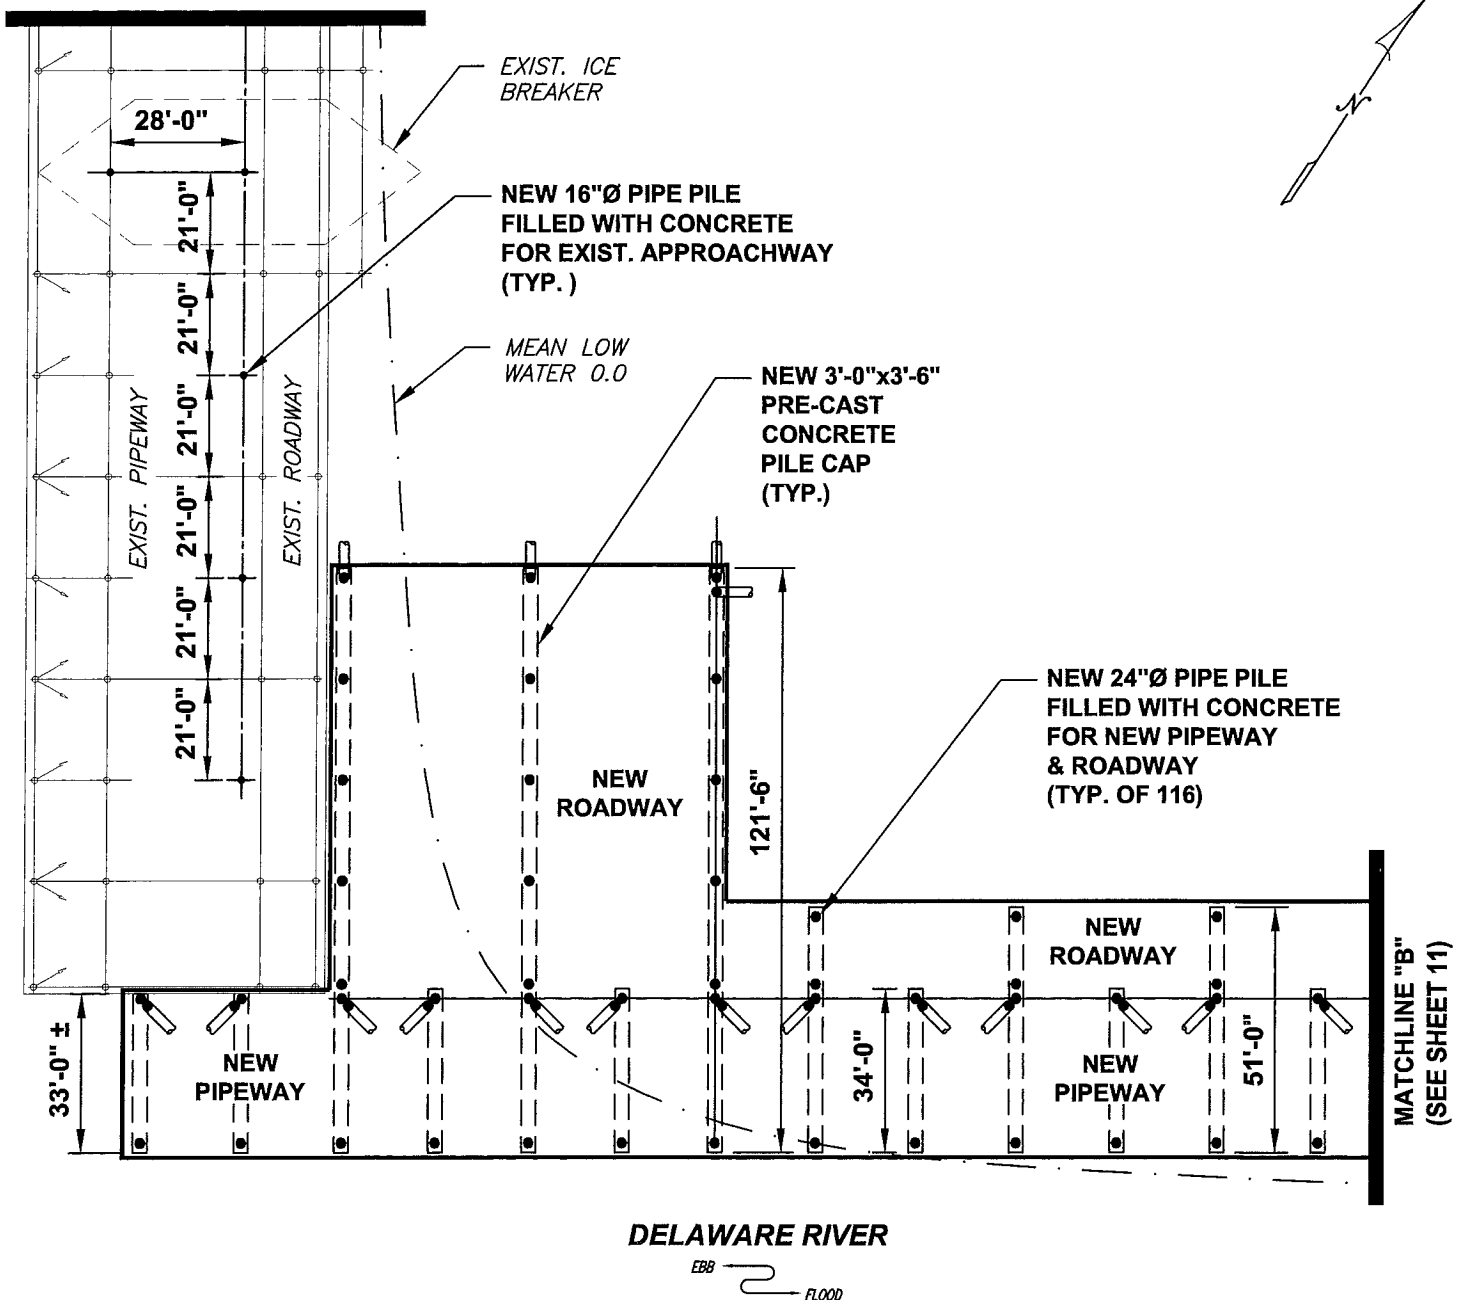 EXIST. ICE
BREAKER
28'-0"
N
NEW 16"Ø PIPE PILE
FILLED WITH CONCRETE
FOR EXIST. APPROACHWAY
(TYP. )
21'-0"
21'-0"
21'-0"
21'-0"
21'-0"
21'-0"
MEAN LOW
WATER 0.0
NEW 3'-0"x3'-6"
PRE-CAST
CONCRETE
PILE CAP
(TYP.)
EXIST. PIPEWAY
EXIST. ROADWAY
NEW 24"Ø PIPE PILE
FILLED WITH CONCRETE
FOR NEW PIPEWAY
& ROADWAY
(TYP. OF 116)
NEW
ROADWAY
121'-6"
NEW
ROADWAY
MATCHLINE "B"
(SEE SHEET 11)
33'-0" ±
NEW
PIPEWAY
34'-0"
NEW
PIPEWAY
51'-0"
DELAWARE RIVER
EBB
FLOOD